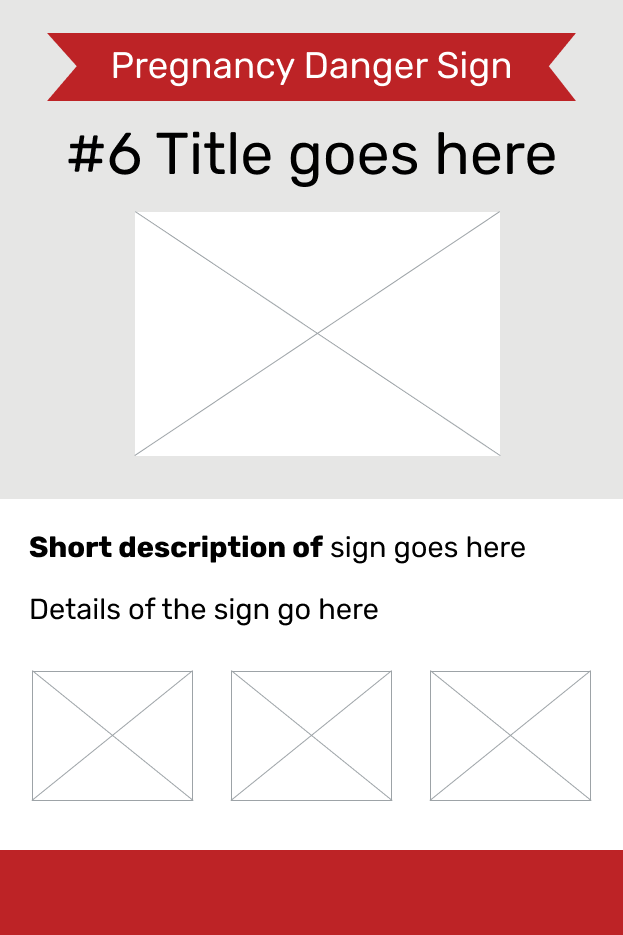 Pregnancy Danger Sign
#6 Title goes here
Short description of sign goes here
Details of the sign go here